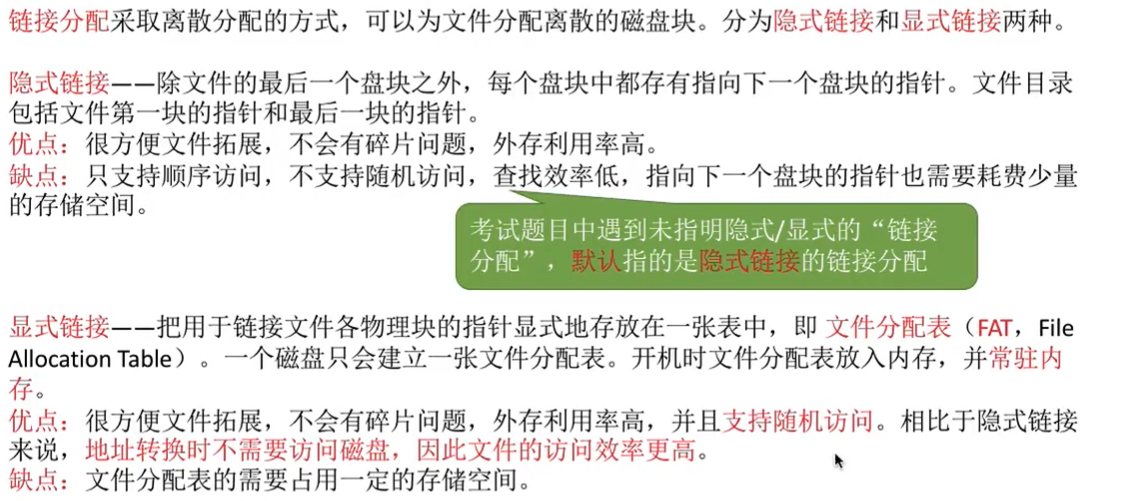 链接分配采取离散分配的方式，可以为文件分配离散的磁盘块。分为隐式链接和显式链接两种。
隐式链接——除文件的最后一个盘块之外，每个盘块中都存有指向下一个盘块的指针。文件目录
包括文件第一块的指针和最后一块的指针。
优点：很方便文件拓展，不会有碎片问题，外存利用率高。
缺点：只支持顺序访问，不支持随机访问，查找效率低，指向下一个盘块的指针也需要耗费少量
的存储空间。
考试题目中遇到未指明隐式/显式的“链接
分配”，默认指的是隐式链接的链接分配
显式链接——把用于链接文件各物理块的指针显式地存放在一张表中，即 文件分配表（FAT，File
Allocation Table）。一个磁盘只会建立一张文件分配表。开机时文件分配表放入内存，并常驻内
存。
优点：很方便文件拓展，不会有碎片问题，外存利用率高，并且支持随机访问。相比于隐式链接
来说，地址转换时不需要访问磁盘，因此文件的访问效率更高。
缺点：文件分配表的需要占用一定的存储空间。